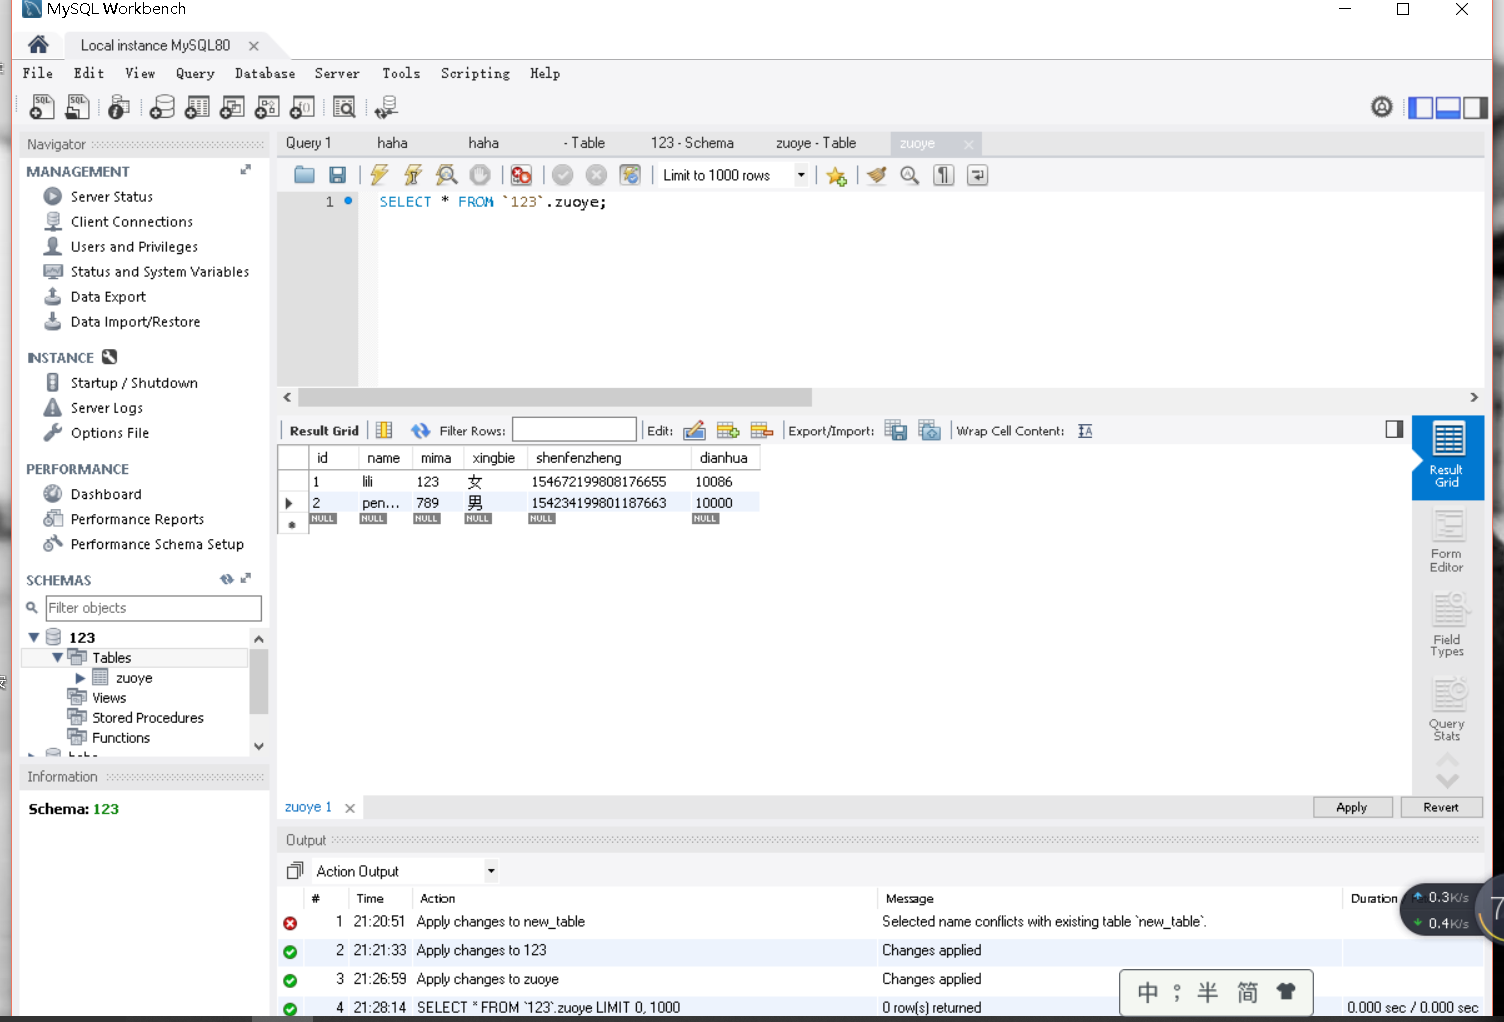 MySQL Workbench
Local instance MySQL80
File Edit View Query Database Server Tools Scripting Help
Navigator
MANAGEMENT
Server Status
Client Connections
Users and Privileges
Status and System Variables
Data Export
Data Import/Restore
INSTANCE
Startup / Shutdown
Server Logs
Options File
PERFORMANCE
Dashboard
Performance Reports
Performance Schema Setup
SCHEMAS
Filter objects
123
Tables
zuoye
Views
Stored Procedures
Functions
Information
Schema: 123
Query 1 haha haha - Table 123 - Schema zuoye - Table zuoye
Limit to 1000 rows
1 SELECT * FROM `123`.zuoye;
Result Grid Filter Rows: Edit: Export/Import: Wrap Cell Content:
id name mima xingbie shenfenzheng dianhua
1 lili 123 女 154672199808176655 10086
2 pen... 789 男 154234199801187663 10000
NULL NULL NULL NULL NULL NULL
Result
Grid
Form
Editor
Field
Types
Query
Stats
zuoye 1
Apply Revert
Output
Action Output
# Time Action Message Duration
1 21:20:51 Apply changes to new_table Selected name conflicts with existing table `new_table`.
2 21:21:33 Apply changes to 123 Changes applied
3 21:26:59 Apply changes to zuoye Changes applied
4 21:28:14 SELECT * FROM `123`.zuoye LIMIT 0, 1000 0 row(s) returned 0.000 sec / 0.000 sec
0.3K/s
0.4K/s
7
中 ; 半 简